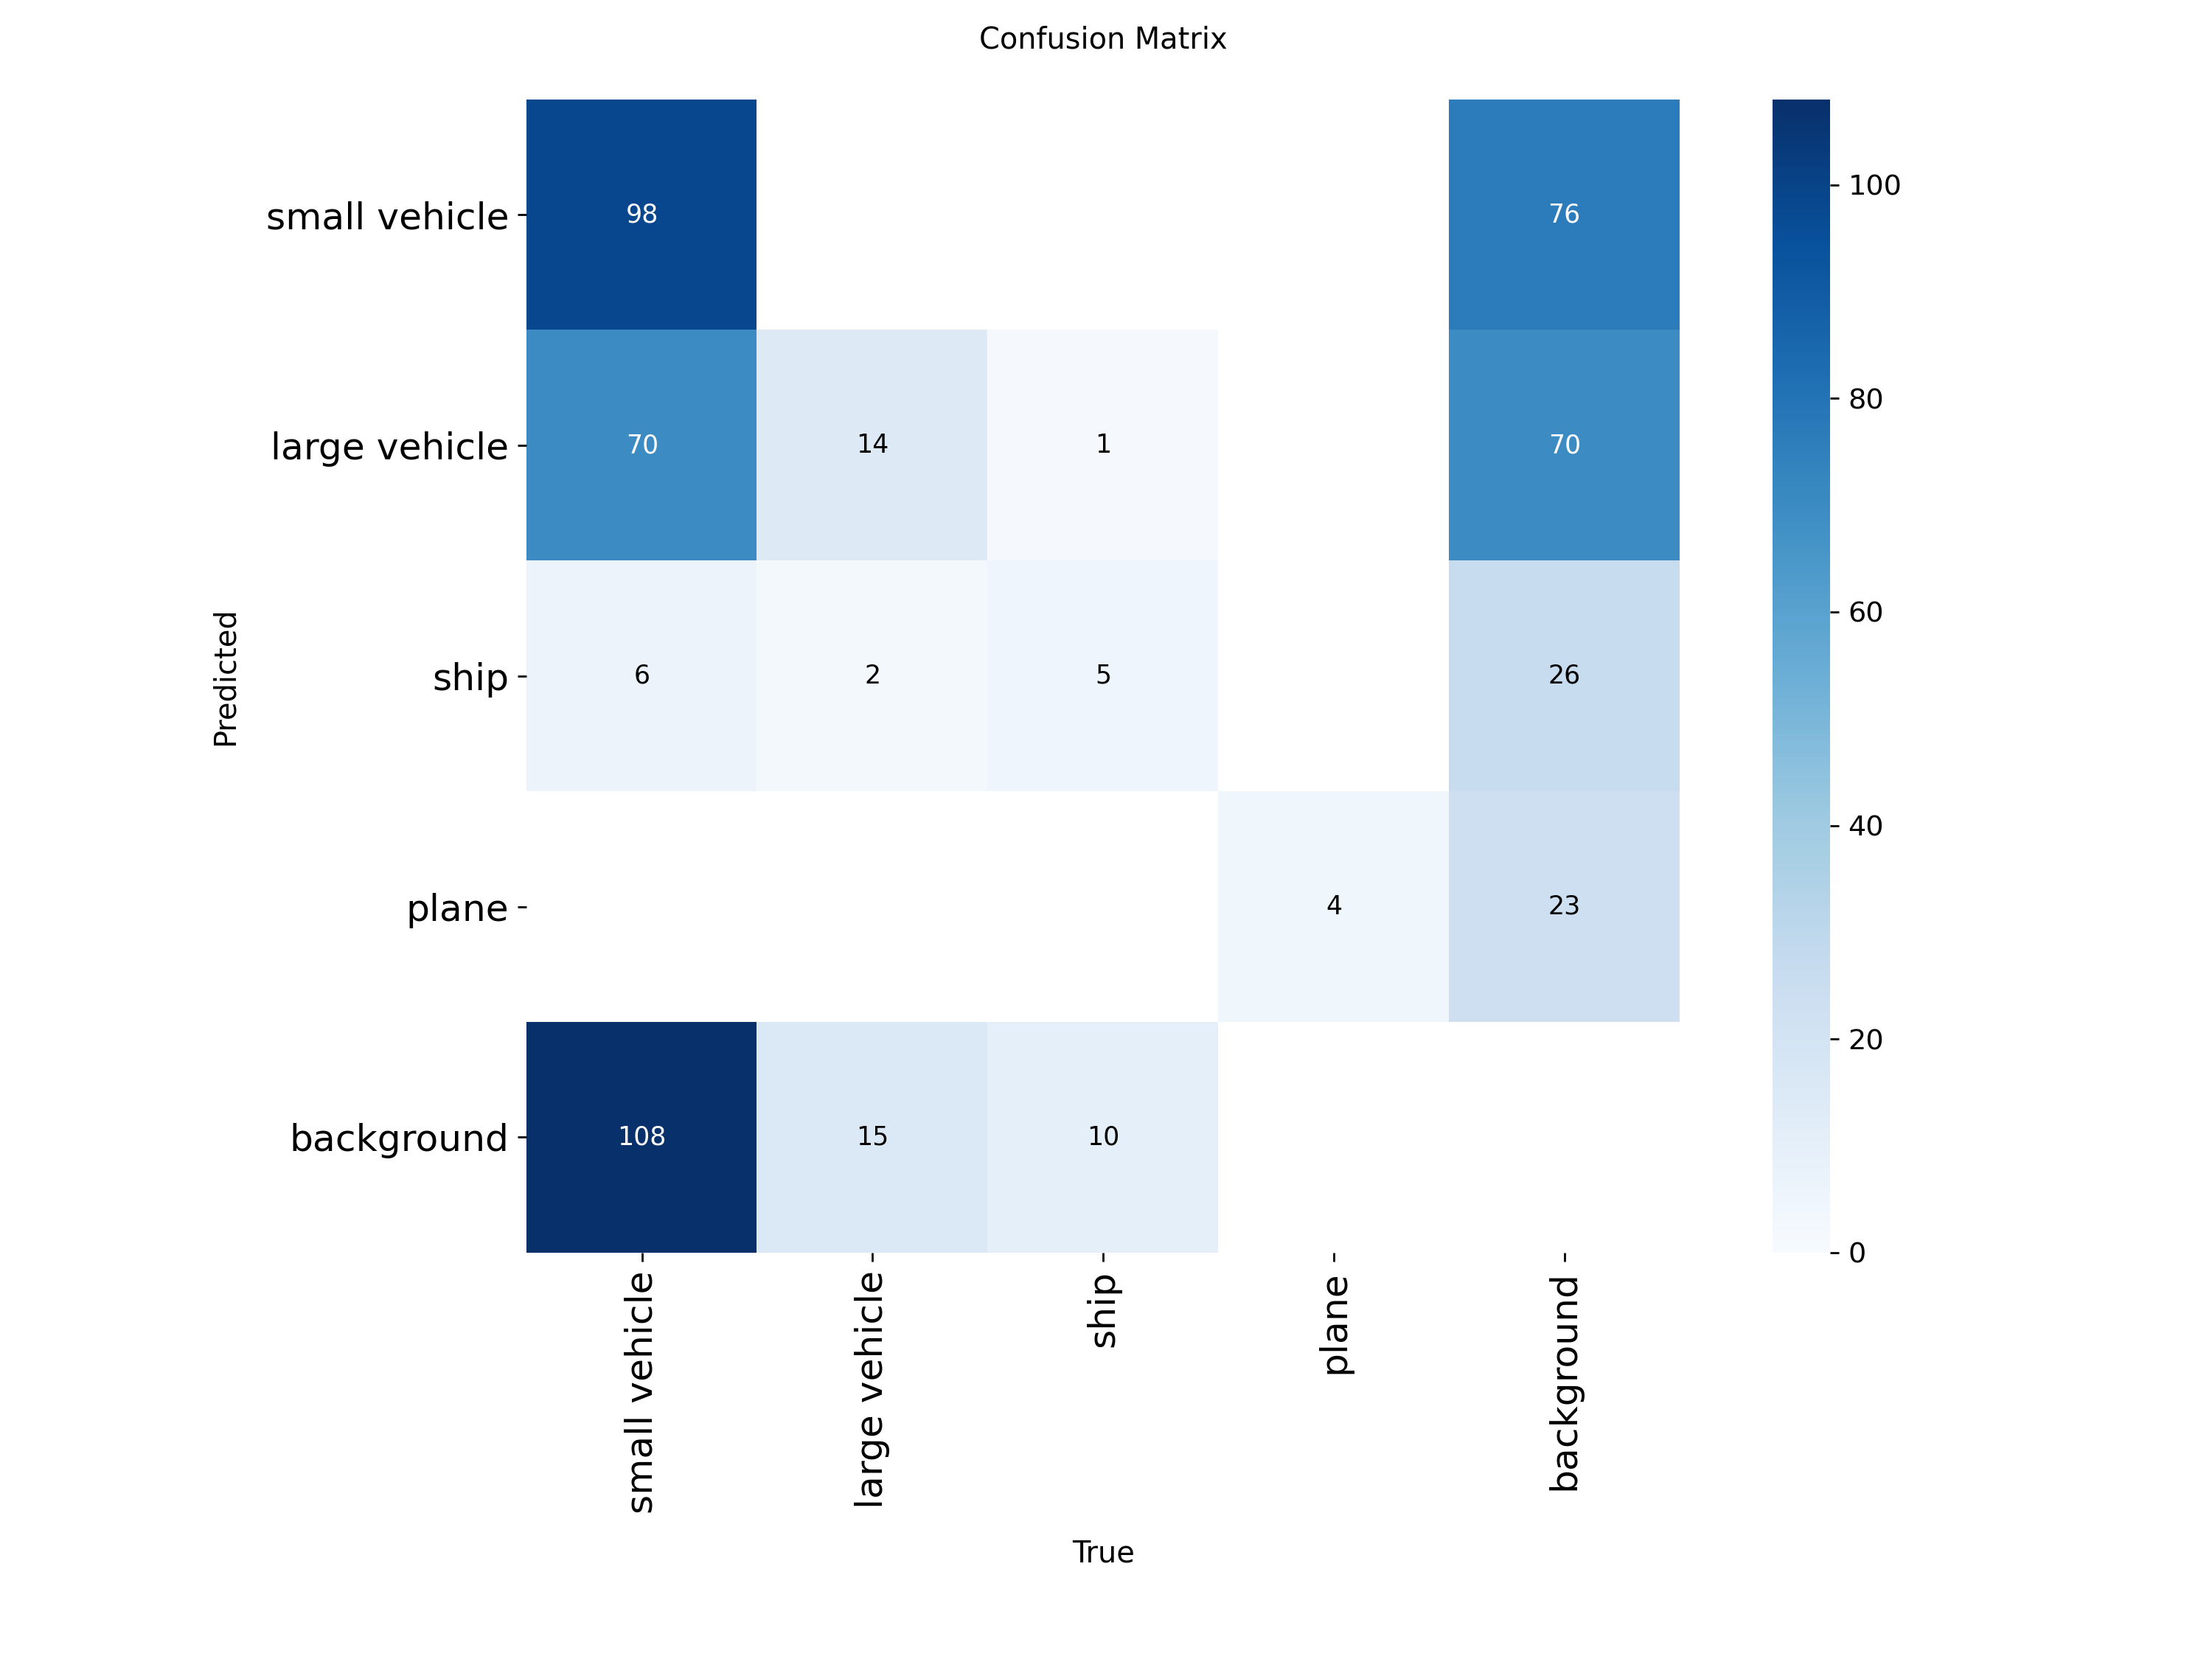 Confusion Matrix
small vehicle 98 76
large vehicle 70 14 1 70
ship 6 2 5 26
plane 4 23
background 108 15 10
small vehicle
large vehicle
ship
plane
background
True
Predicted
100
80
60
40
20
0